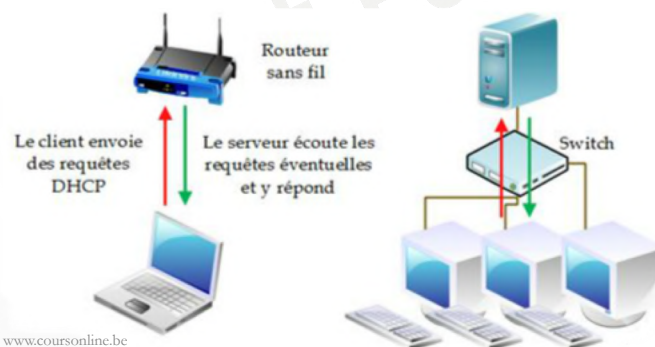 Routeur
sans fil
Le client envoie
des requêtes
DHCP
Le serveur écoute les
requêtes éventuelles
et y répond
Switch
www.coursonline.be